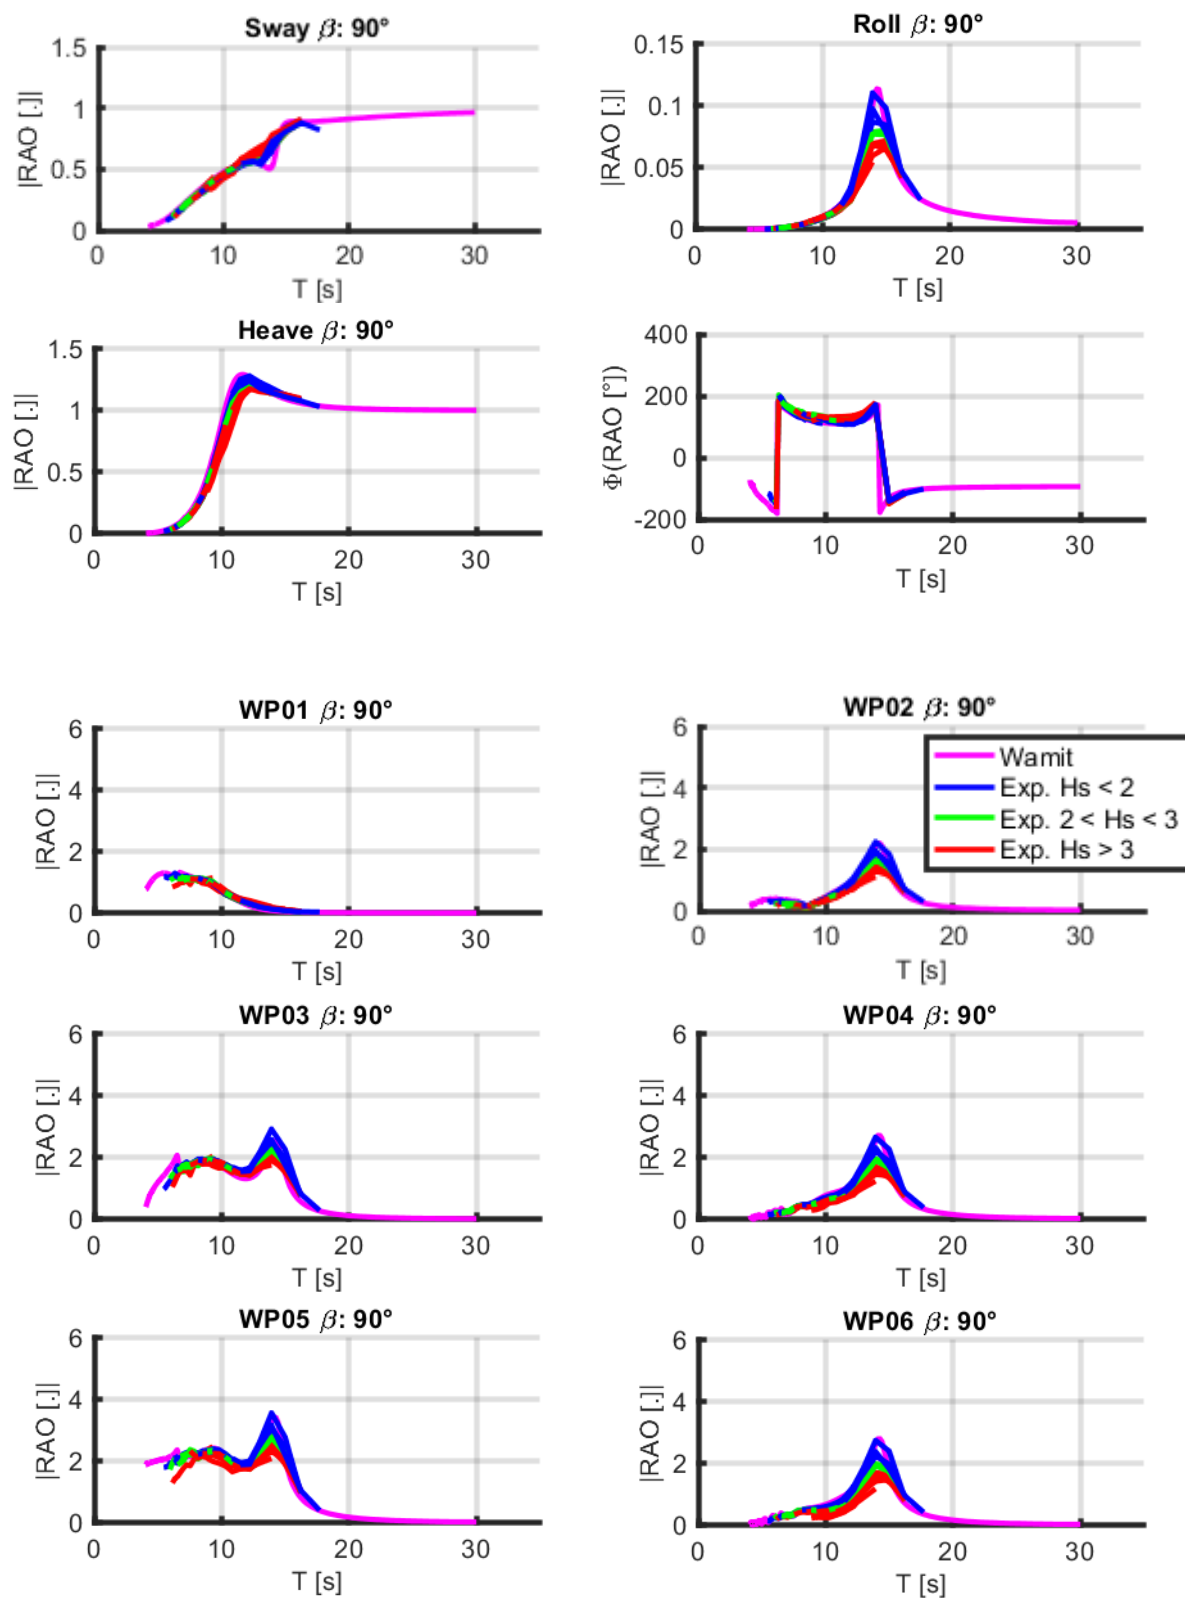 Sway β: 90°
1.5
1
0.5
0
|RAO [.]|
0 10 20 30
T [s]
Roll β: 90°
0.15
0.1
0.05
0
|RAO [.]|
0 10 20 30
T [s]
Heave β: 90°
1.5
1
0.5
0
|RAO [.]|
0 10 20 30
T [s]
400
200
0
-200
Φ(RAO [°])
0 10 20 30
T [s]
WP01 β: 90°
6
4
2
0
|RAO [.]|
0 10 20 30
T [s]
WP02 β: 90°
6
4
2
0
|RAO [.]|
Wamit
Exp. Hs < 2
Exp. 2 < Hs < 3
Exp. Hs > 3
0 10 20 30
T [s]
WP03 β: 90°
6
4
2
0
|RAO [.]|
0 10 20 30
T [s]
WP04 β: 90°
6
4
2
0
|RAO [.]|
0 10 20 30
T [s]
WP05 β: 90°
6
4
2
0
|RAO [.]|
0 10 20 30
T [s]
WP06 β: 90°
6
4
2
0
|RAO [.]|
0 10 20 30
T [s]